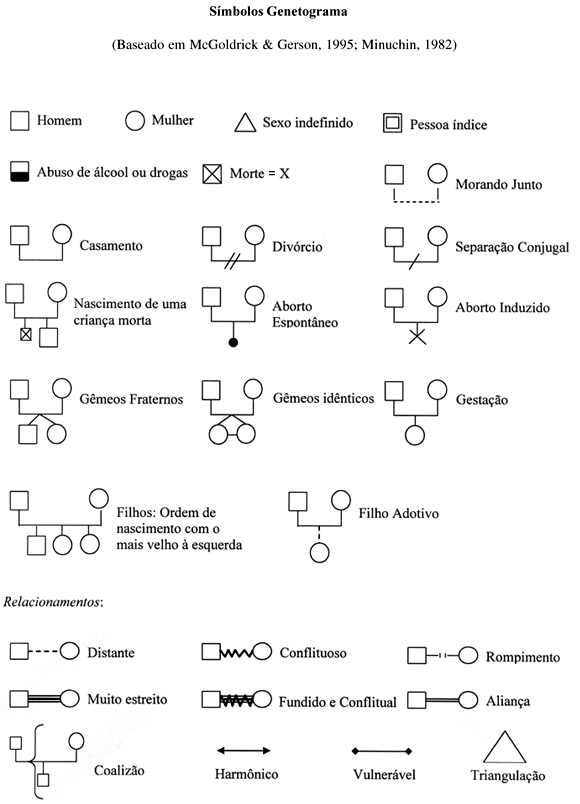 Símbolos Genetograma
(Baseado em McGoldrick & Gerson, 1995; Minuchin, 1982)
Homem
Mulher
Sexo indefinido
Pessoa índice
Abuso de álcool ou drogas
Morte = X
Morando Junto
Casamento
Divórcio
Separação Conjugal
Nascimento de uma
criança morta
Aborto
Espontâneo
Aborto Induzido
Gêmeos Fraternos
Gêmeos idênticos
Gestação
Filhos: Ordem de
nascimento com o
mais velho à esquerda
Filho Adotivo
Relacionamentos:
Distante
Conflituoso
Rompimento
Muito estreito
Fundido e Conflitual
Aliança
Coalizão
Harmônico
Vulnerável
Triangulação